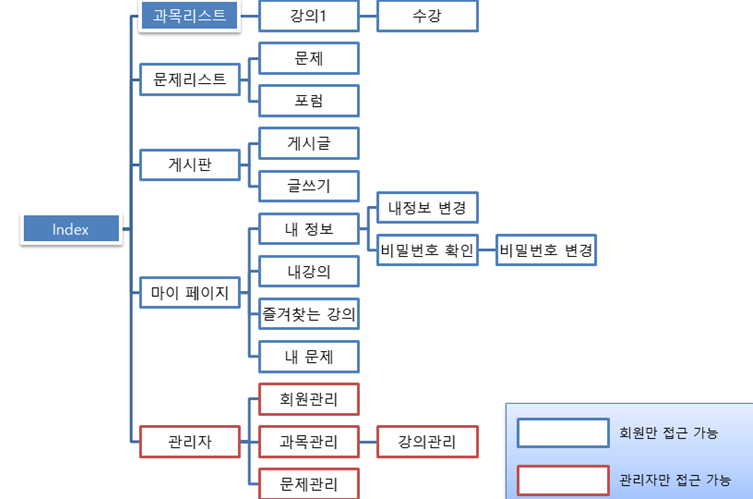 과목리스트
강의1
수강
문제리스트
문제
포럼
게시판
게시글
글쓰기
Index
마이 페이지
내 정보
내정보 변경
비밀번호 확인
비밀번호 변경
내강의
즐겨찾는 강의
내 문제
관리자
회원관리
과목관리
강의관리
문제관리
회원만 접근 가능
관리자만 접근 가능